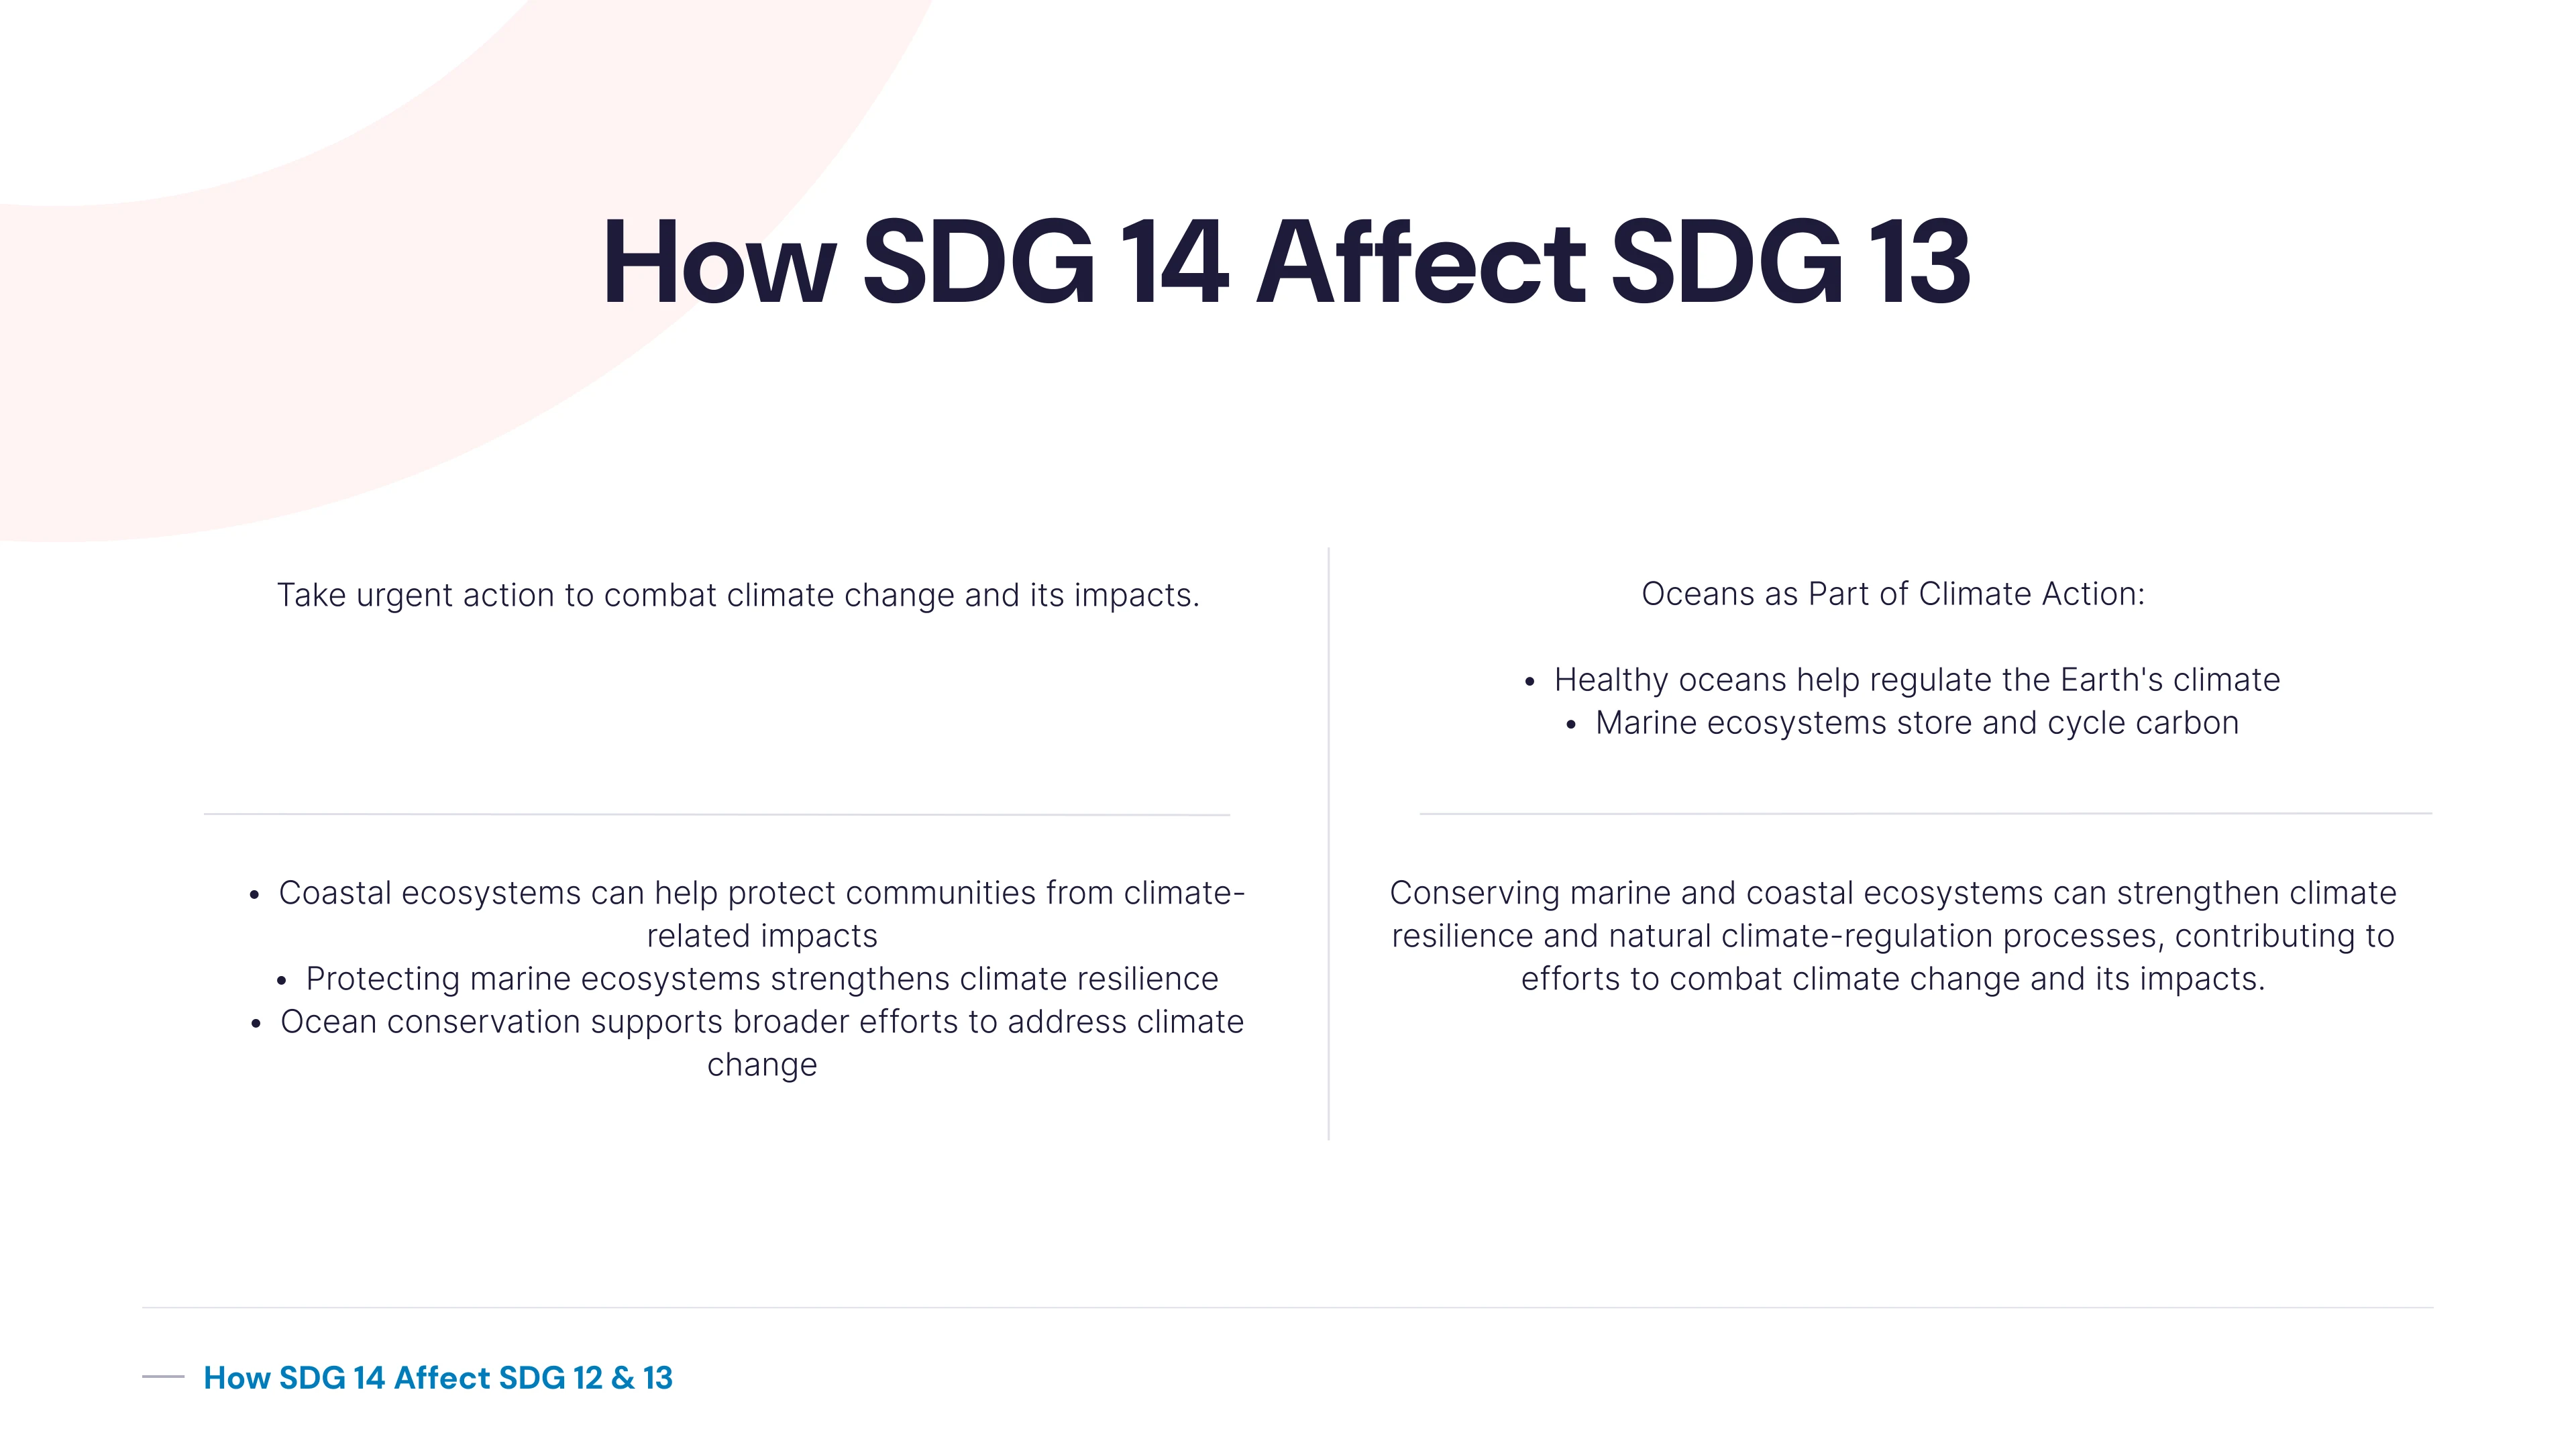 How SDG 14 Affect SDG 13
Take urgent action to combat climate change and its impacts.
Oceans as Part of Climate Action:
• Healthy oceans help regulate the Earth's climate
• Marine ecosystems store and cycle carbon
• Coastal ecosystems can help protect communities from climate-
related impacts
• Protecting marine ecosystems strengthens climate resilience
• Ocean conservation supports broader efforts to address climate
change
Conserving marine and coastal ecosystems can strengthen climate
resilience and natural climate-regulation processes, contributing to
efforts to combat climate change and its impacts.
How SDG 14 Affect SDG 12 & 13